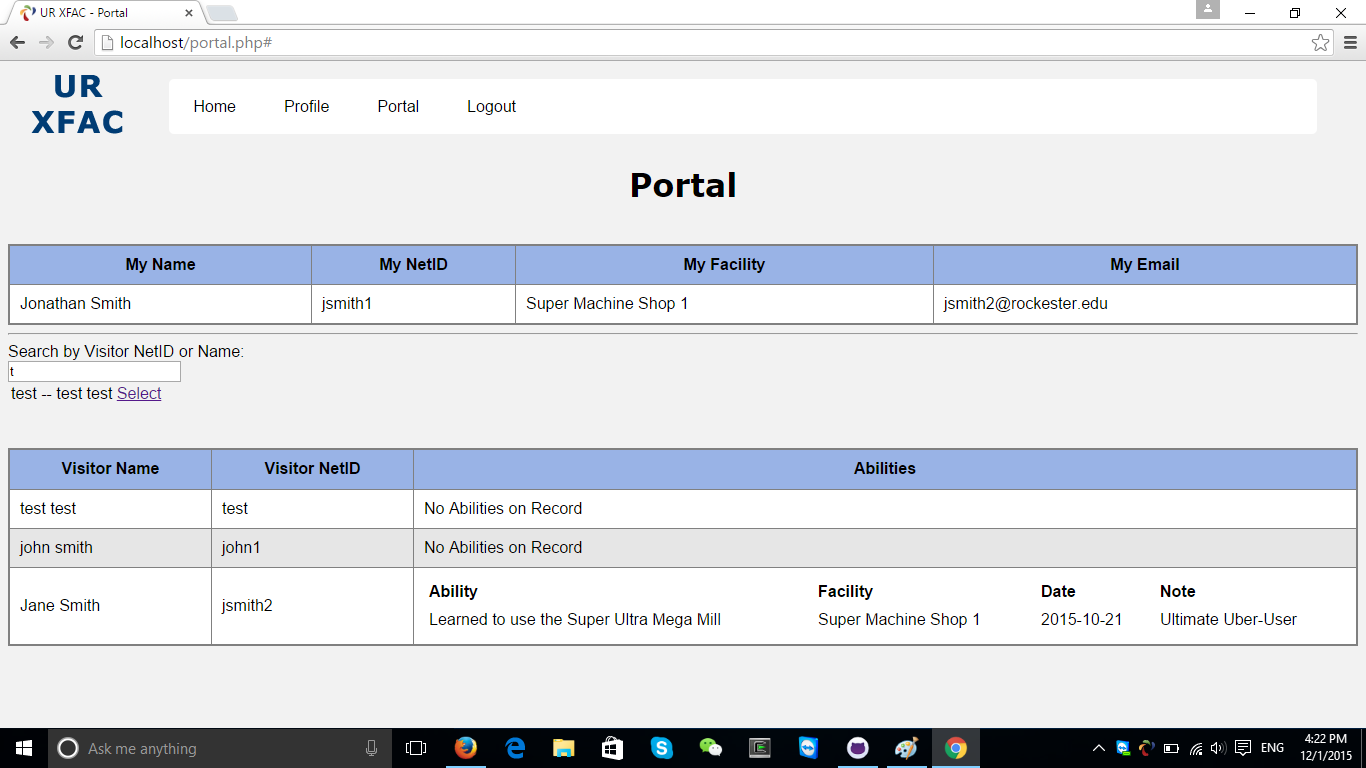 UR XFAC - Portal
localhost/portal.php#
UR
XFAC
Home Profile Portal Logout
Portal
My Name My NetID My Facility My Email
Jonathan Smith jsmith1 Super Machine Shop 1 jsmith2@rockester.edu
Search by Visitor NetID or Name:
t
test -- test test Select
Visitor Name Visitor NetID Abilities
test test test No Abilities on Record
john smith john1 No Abilities on Record
Jane Smith jsmith2
Ability Facility Date Note
Learned to use the Super Ultra Mega Mill Super Machine Shop 1 2015-10-21 Ultimate Uber-User
Ask me anything
ENG
4:22 PM
12/1/2015